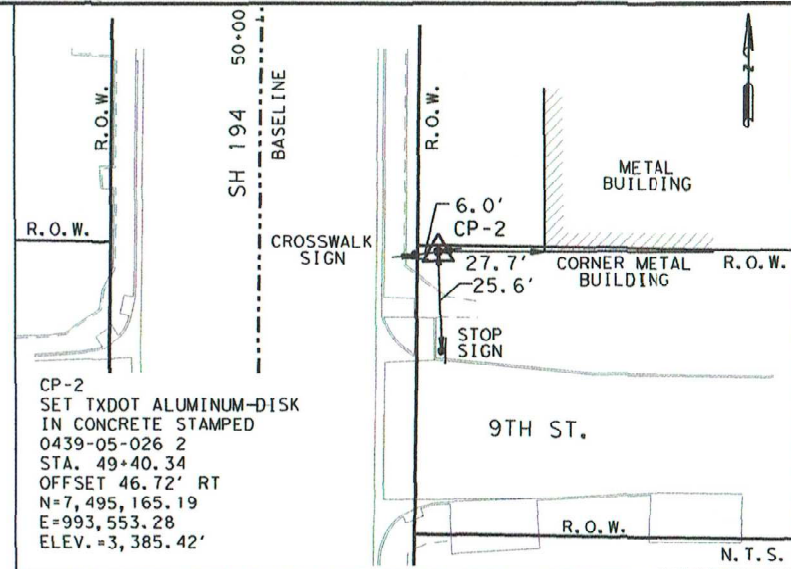 50+00
SH 194
BASELINE
R.O.W.
R.O.W.
N
METAL
BUILDING
6.0'
CP-2
R.O.W.
CROSSWALK
SIGN
27.7'
CORNER METAL
BUILDING
R.O.W.
25.6'
STOP
SIGN
CP-2
SET TXDOT ALUMINUM-DISK
IN CONCRETE STAMPED
0439-05-026 2
STA. 49+40.34
OFFSET 46.72' RT
N=7,495,165.19
E=993,553.28
ELEV.=3,385.42'
9TH ST.
R.O.W.
N.T.S.